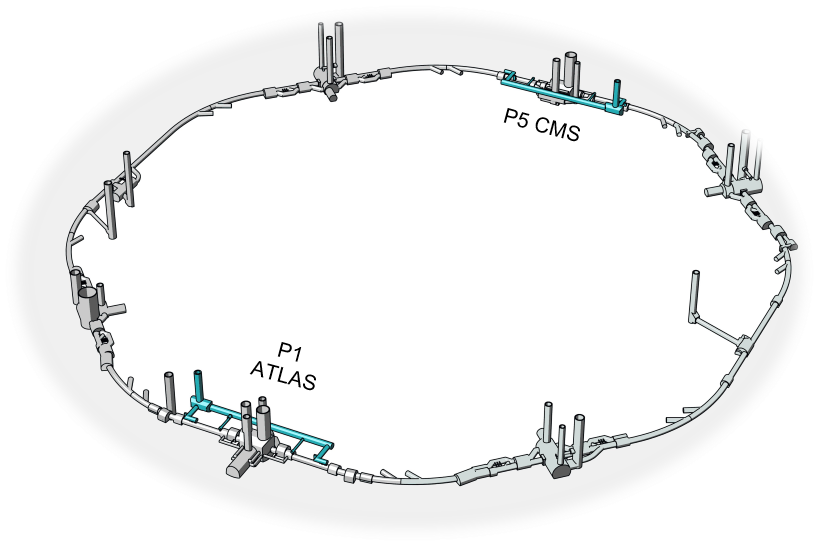 P5 CMS
P1
ATLAS